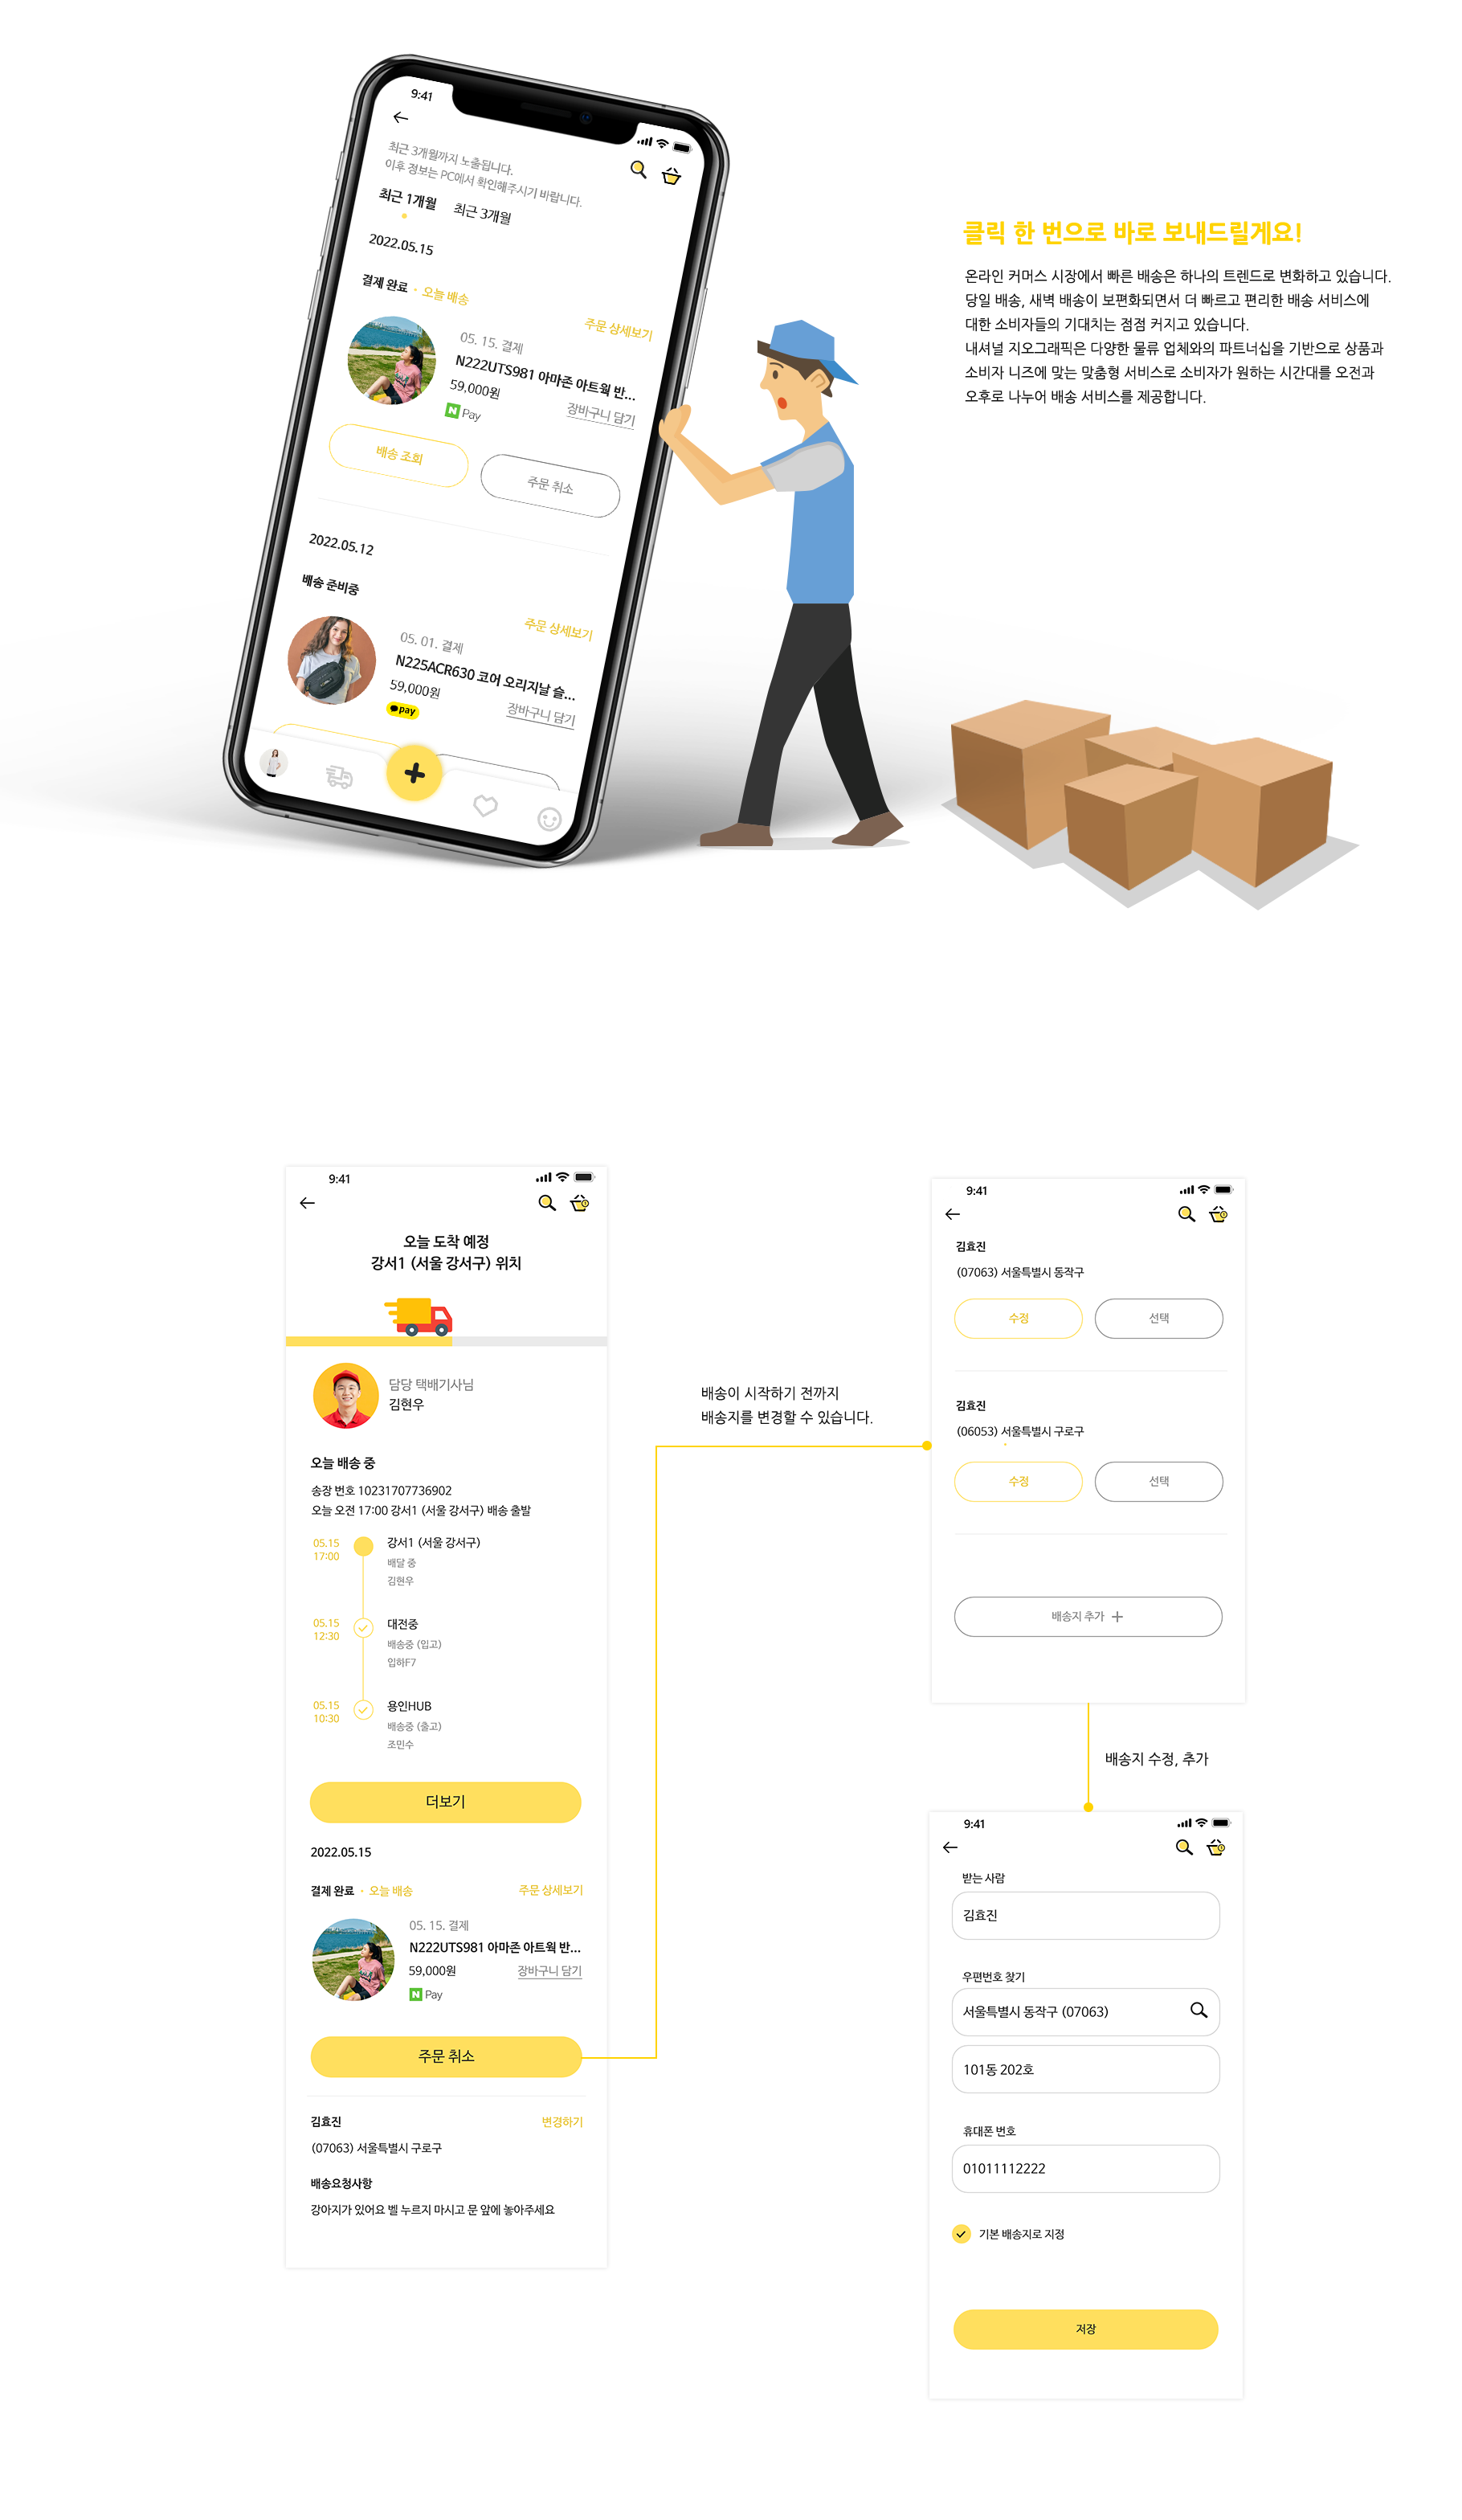 9:41
최근 3개월까지 노출됩니다.
이후 정보는 PC에서 확인해주시기 바랍니다.
최근 1개월 최근 3개월
2022.05.15
결제 완료 · 오늘 배송
주문 상세보기
05. 15. 결제
N222UTS981 아마존 아트웍 반...
59,000원
장바구니 담기
N Pay
배송 조회
주문 취소
2022.05.12
배송 준비중
주문 상세보기
05. 01. 결제
N225ACR630 코어 오리지날 슬...
59,000원
장바구니 담기
pay
클릭 한 번으로 바로 보내드릴게요!
온라인 커머스 시장에서 빠른 배송은 하나의 트렌드로 변화하고 있습니다.
당일 배송, 새벽 배송이 보편화되면서 더 빠르고 편리한 배송 서비스에
대한 소비자들의 기대치는 점점 커지고 있습니다.
내셔널 지오그래픽은 다양한 물류 업체와의 파트너십을 기반으로 상품과
소비자 니즈에 맞는 맞춤형 서비스로 소비자가 원하는 시간대를 오전과
오후로 나누어 배송 서비스를 제공합니다.
9:41
오늘 도착 예정
강서1 (서울 강서구) 위치
담당 택배기사님
김현우
오늘 배송 중
송장 번호 10231707736902
오늘 오전 17:00 강서1 (서울 강서구) 배송 출발
05.15
17:00
강서1 (서울 강서구)
배달 중
김현우
05.15
12:30
대전중
배송중 (입고)
입하F7
05.15
10:30
용인HUB
배송중 (출고)
조민수
더보기
2022.05.15
결제 완료 · 오늘 배송
주문 상세보기
05. 15. 결제
N222UTS981 아마존 아트웍 반...
59,000원
장바구니 담기
N Pay
주문 취소
김효진
변경하기
(07063) 서울특별시 구로구
배송요청사항
강아지가 있어요 벨 누르지 마시고 문 앞에 놓아주세요
배송이 시작하기 전까지
배송지를 변경할 수 있습니다.
9:41
김효진
(07063) 서울특별시 동작구
수정
선택
김효진
(06053) 서울특별시 구로구
수정
선택
배송지 추가 +
배송지 수정, 추가
9:41
받는 사람
김효진
우편번호 찾기
서울특별시 동작구 (07063)
101동 202호
휴대폰 번호
01011112222
기본 배송지로 지정
저장